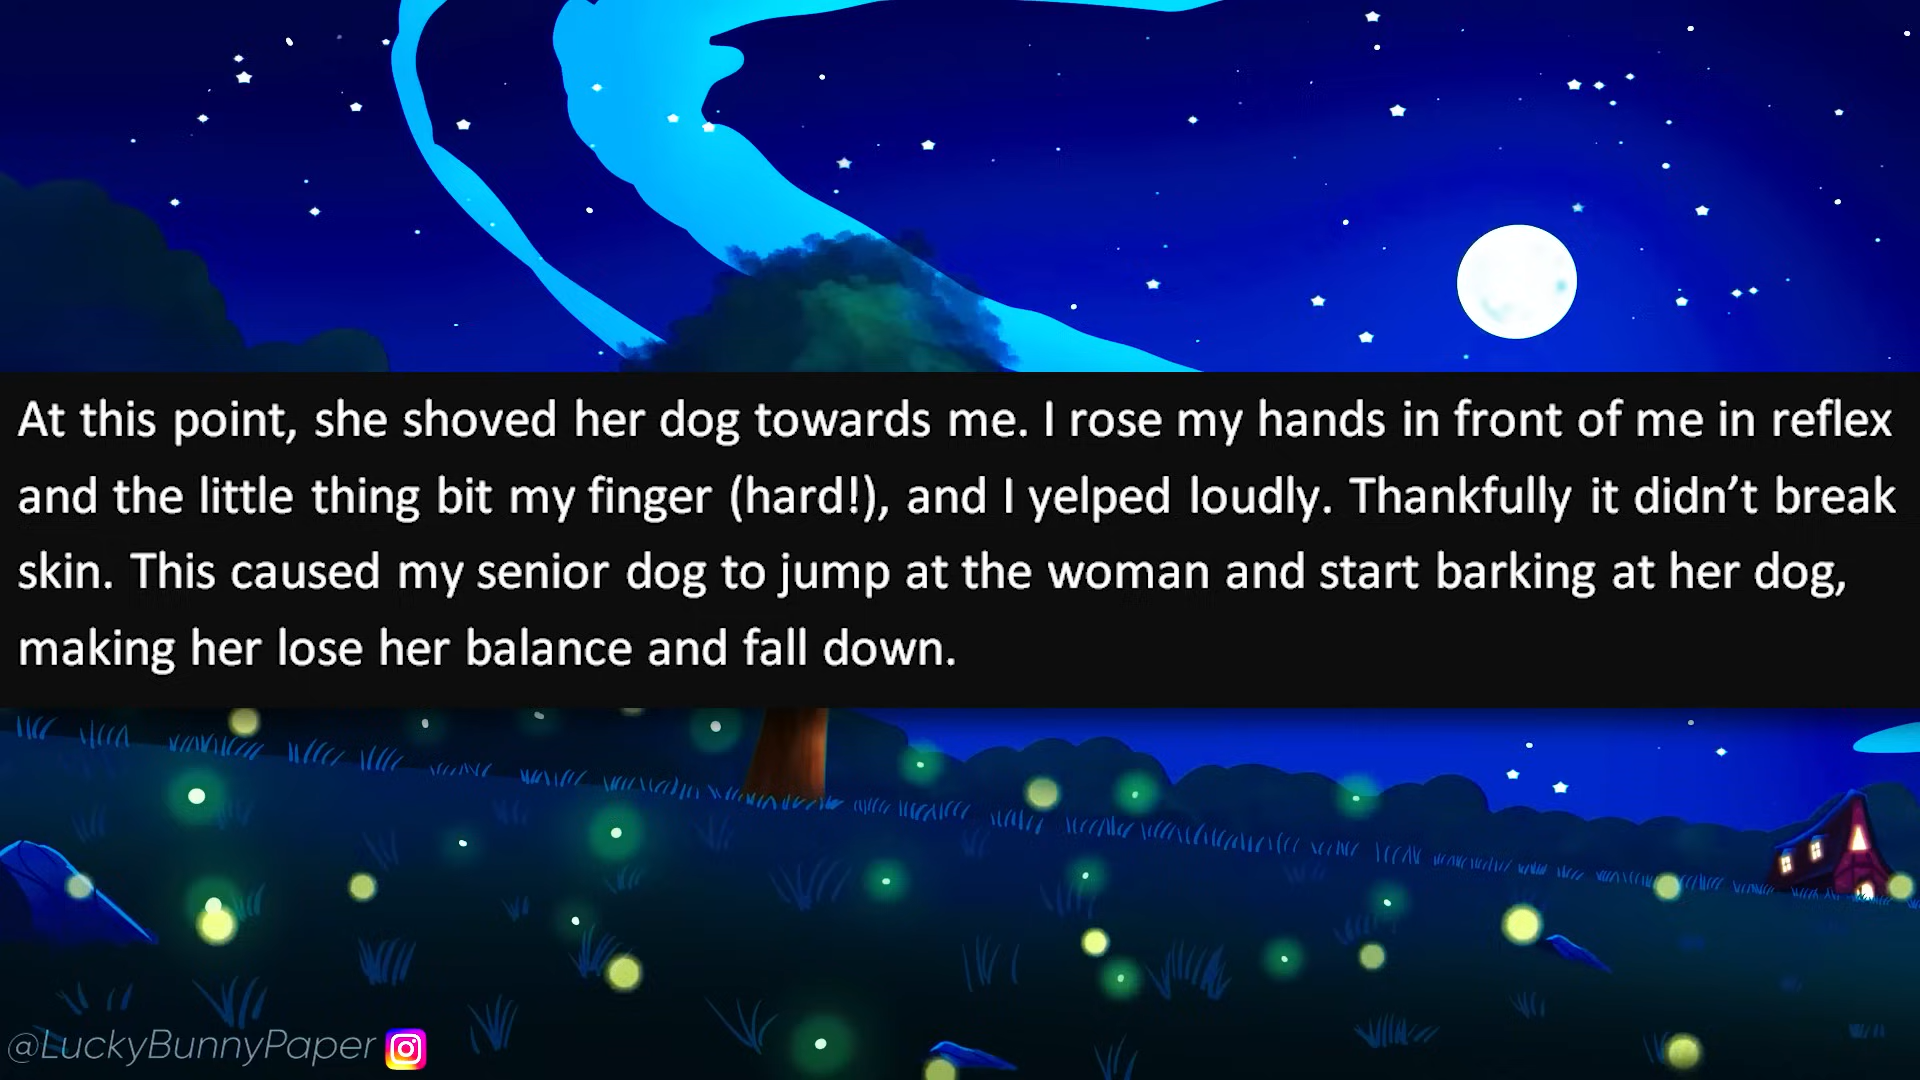 At this point, she shoved her dog towards me. I rose my hands in front of me in reflex
and the little thing bit my finger (hard!), and I yelped loudly. Thankfully it didn’t break
skin. This caused my senior dog to jump at the woman and start barking at her dog,
making her lose her balance and fall down.
@LuckyBunnyPaper